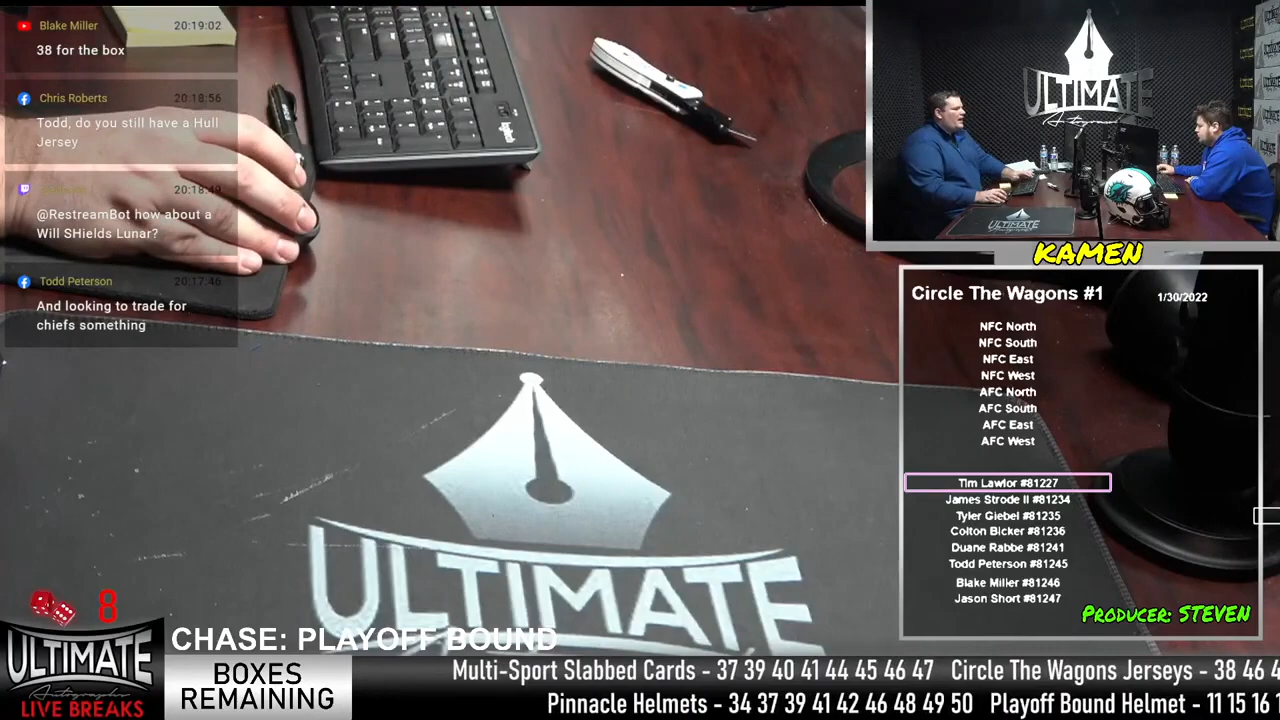 Blake Miller 20:19:02
38 for the box
Chris Roberts 20:18:56
Todd, do you still have a Hull
Jersey
20:18:49
@RestreamBot how about a
Will SHields Lunar?
Todd Peterson 20:17:46
And looking to trade for
chiefs something
logitech
ULTIMATE
ULTIMATE
Autographs
ULTIMATE
KAMEN
Circle The Wagons #1 1/30/2022
NFC North
NFC South
NFC East
NFC West
AFC North
AFC South
AFC East
AFC West
Tim Lawlor #81227
James Strode II #81234
Tyler Giebel #81235
Colton Bicker #81236
Duane Rabbe #81241
Todd Peterson #81245
Blake Miller #81246
Jason Short #81247
PRODUCER: STEVEN
8
CHASE: PLAYOFF BOUND
ULTIMATE
Autographs
LIVE BREAKS
BOXES
REMAINING
Multi-Sport Slabbed Cards - 37 39 40 41 44 45 46 47 Circle The Wagons Jerseys - 38 46 4
Pinnacle Helmets - 34 37 39 41 42 46 48 49 50 Playoff Bound Helmet - 11 15 16